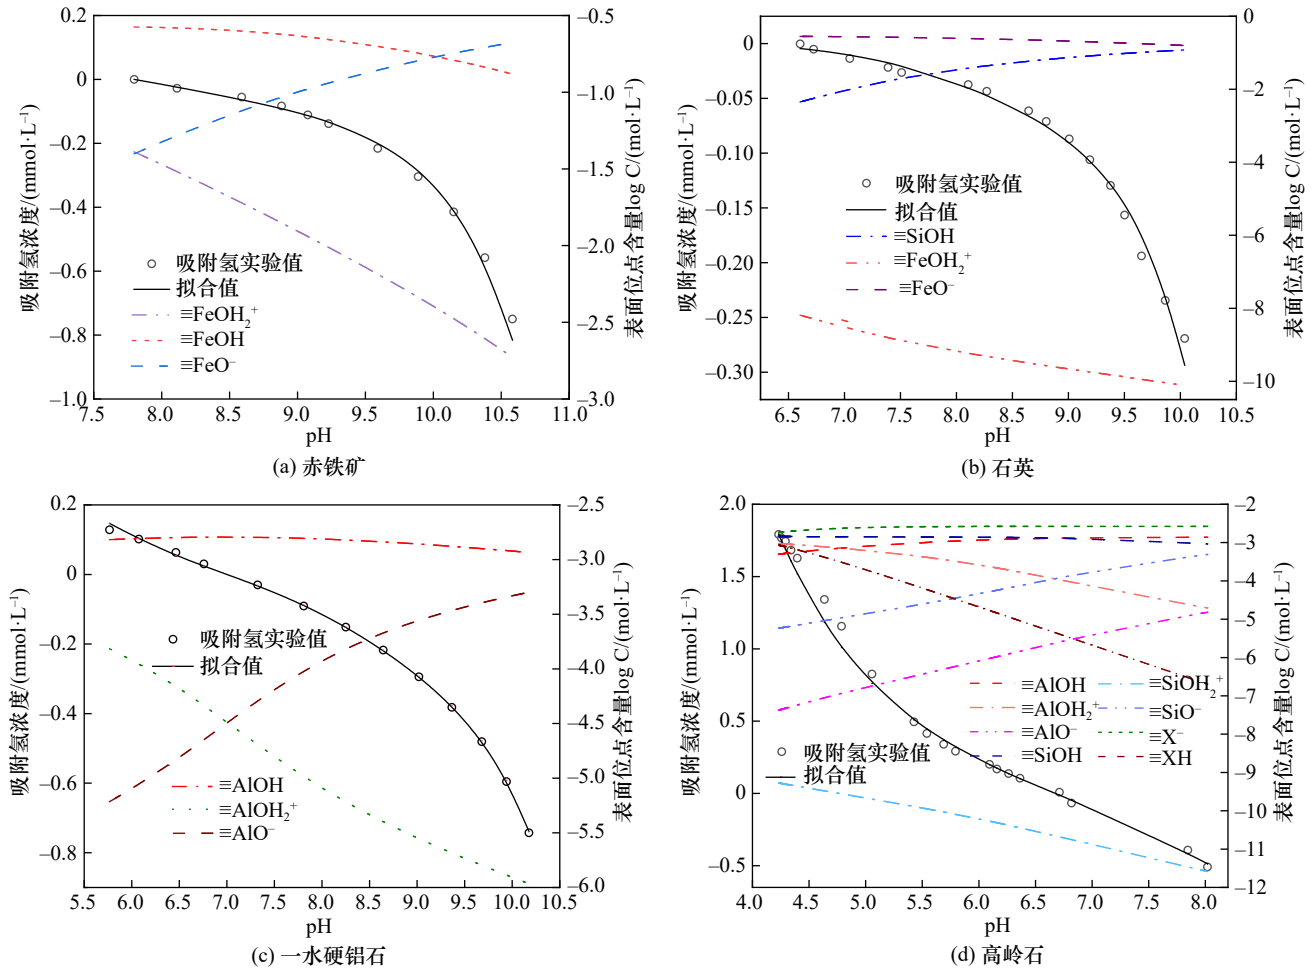 0.2
0
−0.2
−0.4
−0.6
−0.8
−1.0
吸附氢浓度/(mmol·L⁻¹)
−0.5
−1.0
−1.5
−2.0
−2.5
−3.0
表面位点含量log C/(mol·L⁻¹)
吸附氢实验值
拟合值
≡FeOH₂⁺
≡FeOH
≡FeO⁻
7.5 8.0 8.5 9.0 9.5 10.0 10.5 11.0
pH
(a) 赤铁矿
0
−0.05
−0.10
−0.15
−0.20
−0.25
−0.30
吸附氢浓度/(mmol·L⁻¹)
0
−2
−4
−6
−8
−10
表面位点含量log C/(mol·L⁻¹)
吸附氢实验值
拟合值
≡SiOH
≡FeOH₂⁺
≡FeO⁻
6.5 7.0 7.5 8.0 8.5 9.0 9.5 10.0 10.5
pH
(b) 石英
0.2
0
−0.2
−0.4
−0.6
−0.8
吸附氢浓度/(mmol·L⁻¹)
−2.5
−3.0
−3.5
−4.0
−4.5
−5.0
−5.5
−6.0
表面位点含量log C/(mol·L⁻¹)
吸附氢实验值
拟合值
≡AlOH
≡AlOH₂⁺
≡AlO⁻
5.5 6.0 6.5 7.0 7.5 8.0 8.5 9.0 9.5 10.0 10.5
pH
(c) 一水硬铝石
2.0
1.5
1.0
0.5
0
−0.5
吸附氢浓度/(mmol·L⁻¹)
−2
−3
−4
−5
−6
−7
−8
−9
−10
−11
−12
表面位点含量log C/(mol·L⁻¹)
≡AlOH ≡SiOH₂⁺
≡AlOH₂⁺ ≡SiO⁻
≡AlO⁻ ≡X⁻
≡SiOH ≡XH
吸附氢实验值
拟合值
4.0 4.5 5.0 5.5 6.0 6.5 7.0 7.5 8.0
pH
(d) 高岭石